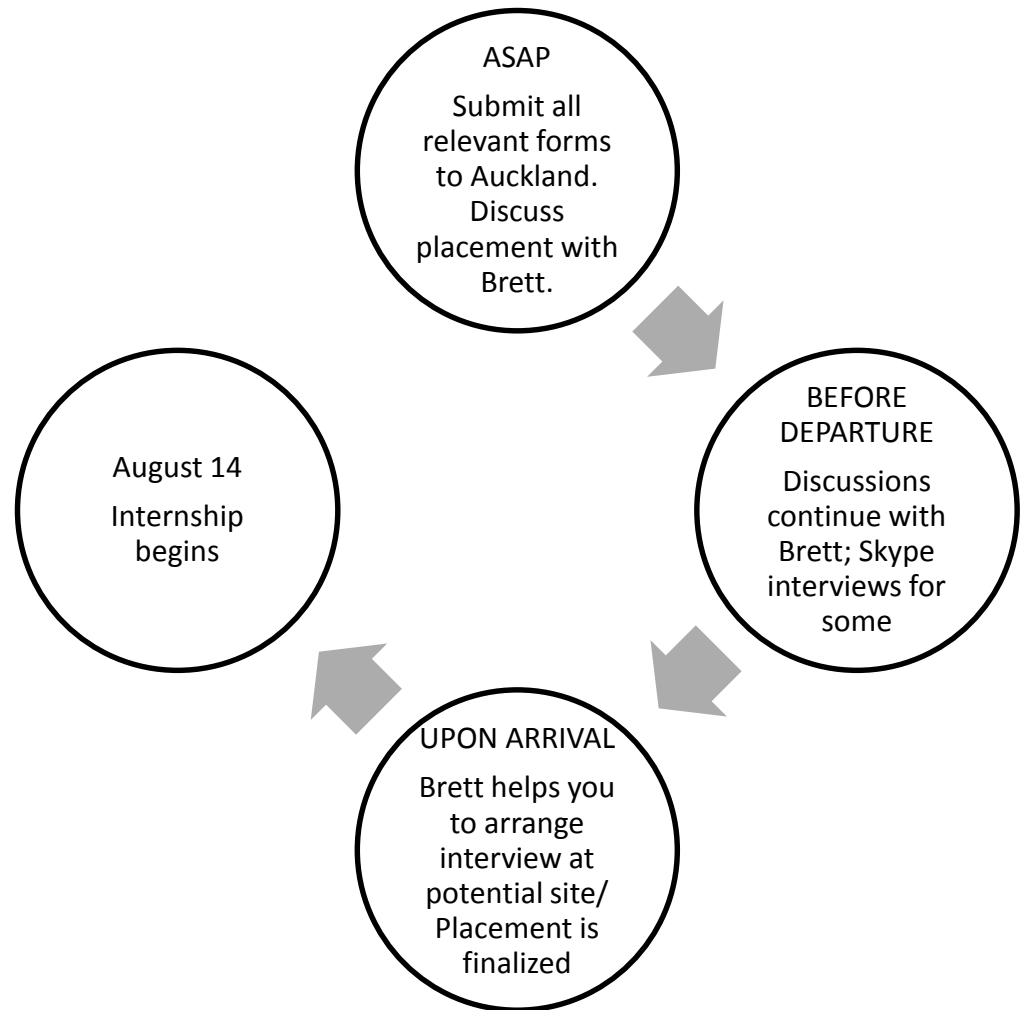 ASAP
Submit all
relevant forms
to Auckland.
Discuss
placement with
Brett.
BEFORE
DEPARTURE
Discussions
continue with
Brett; Skype
interviews for
some
UPON ARRIVAL
Brett helps you
to arrange
interview at
potential site/
Placement is
finalized
August 14
Internship
begins